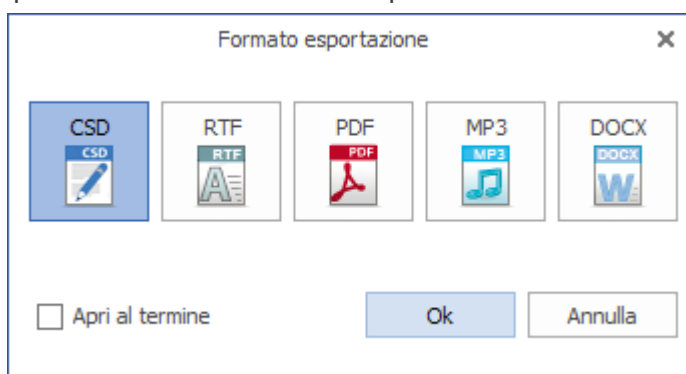 Formato esportazione
CSD RTF PDF MP3 DOCX
CSD RTF PDF MP3 DOCX
Apri al termine Ok Annulla